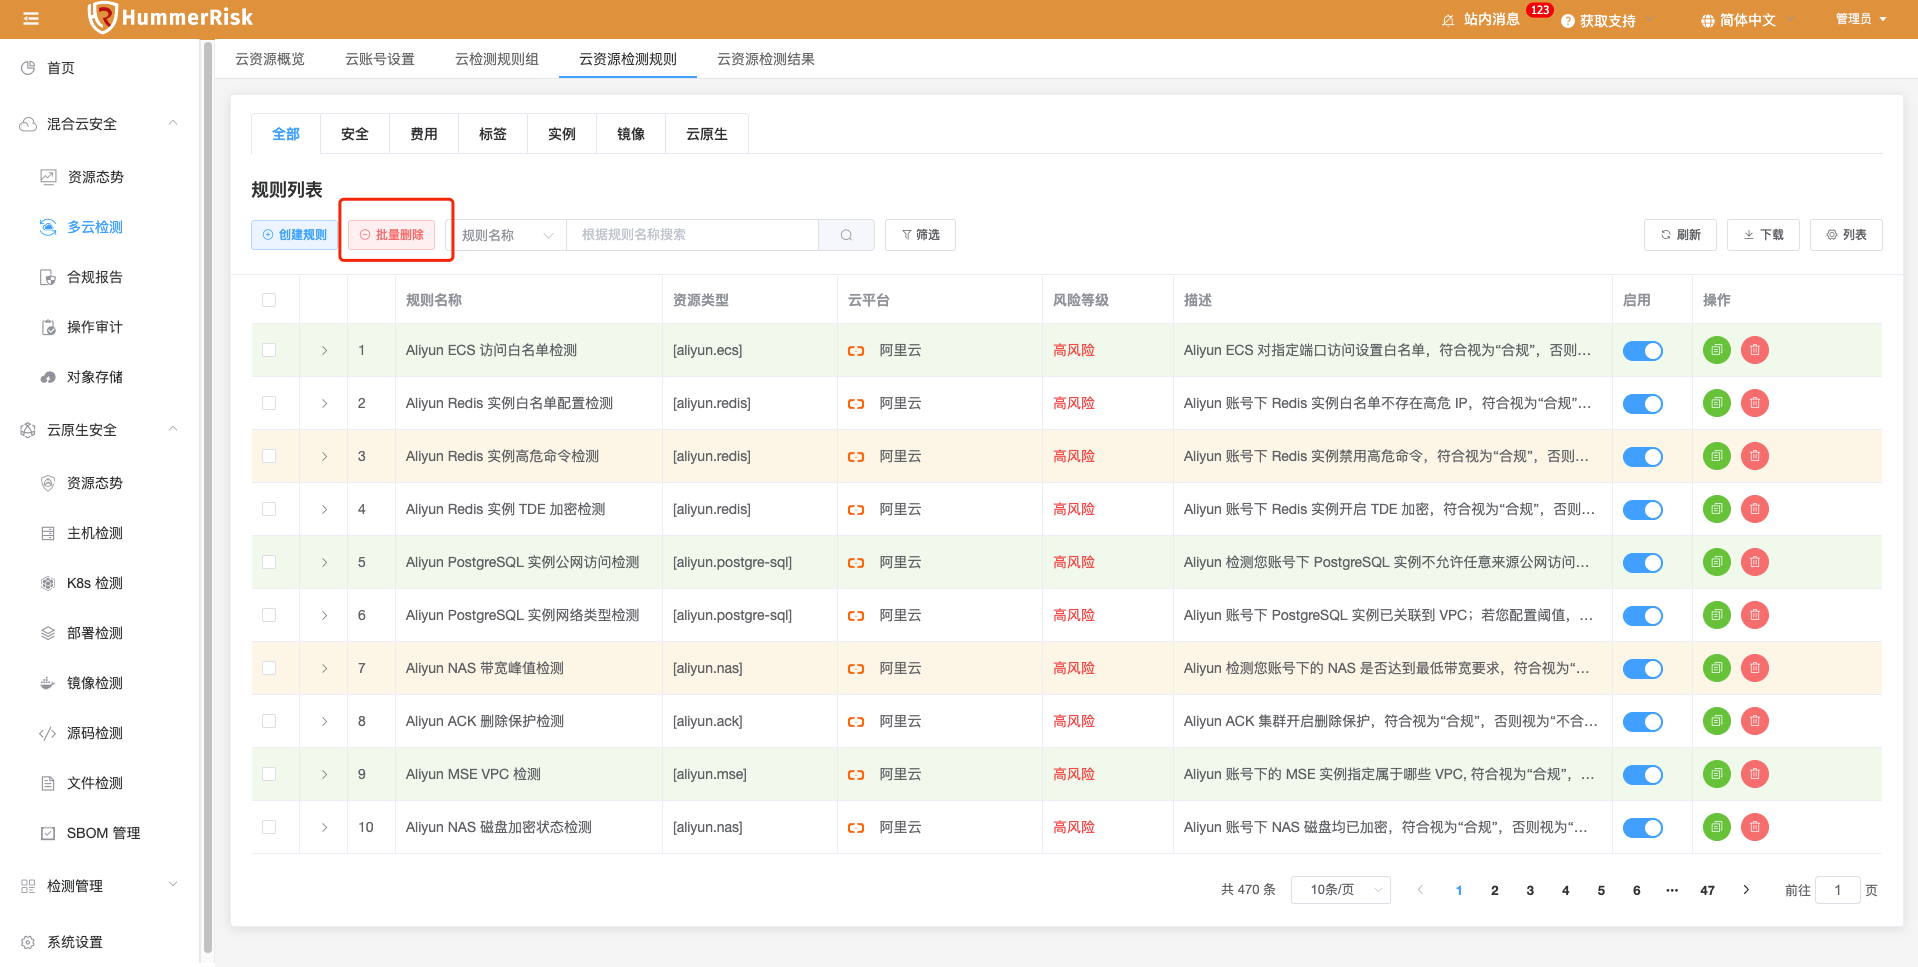 HummerRisk
站内消息 123 获取支持 简体中文 管理员
首页
混合云安全
资源态势
多云检测
合规报告
操作审计
对象存储
云原生安全
资源态势
主机检测
K8s 检测
部署检测
镜像检测
源码检测
文件检测
SBOM 管理
检测管理
系统设置
云资源概览 云账号设置 云检测规则组 云资源检测规则 云资源检测结果
全部 安全 费用 标签 实例 镜像 云原生
规则列表
创建规则 批量删除 规则名称 根据规则名称搜索 筛选 刷新 下载 列表
规则名称 资源类型 云平台 风险等级 描述 启用 操作
1 Aliyun ECS 访问白名单检测 [aliyun.ecs] 阿里云 高风险 Aliyun ECS 对指定端口访问设置白名单，符合视为“合规”，否则…
2 Aliyun Redis 实例白名单配置检测 [aliyun.redis] 阿里云 高风险 Aliyun 账号下 Redis 实例白名单不存在高危 IP，符合视为“合规”…
3 Aliyun Redis 实例高危命令检测 [aliyun.redis] 阿里云 高风险 Aliyun 账号下 Redis 实例禁用高危命令，符合视为“合规”，否则…
4 Aliyun Redis 实例 TDE 加密检测 [aliyun.redis] 阿里云 高风险 Aliyun 账号下 Redis 实例开启 TDE 加密，符合视为“合规”，否则…
5 Aliyun PostgreSQL 实例公网访问检测 [aliyun.postgre-sql] 阿里云 高风险 Aliyun 检测您账号下 PostgreSQL 实例不允许任意来源公网访问…
6 Aliyun PostgreSQL 实例网络类型检测 [aliyun.postgre-sql] 阿里云 高风险 Aliyun 账号下 PostgreSQL 实例已关联到 VPC；若您配置阈值，…
7 Aliyun NAS 带宽峰值检测 [aliyun.nas] 阿里云 高风险 Aliyun 检测您账号下的 NAS 是否达到最低带宽要求，符合视为“…
8 Aliyun ACK 删除保护检测 [aliyun.ack] 阿里云 高风险 Aliyun ACK 集群开启删除保护，符合视为“合规”，否则视为“不合…
9 Aliyun MSE VPC 检测 [aliyun.mse] 阿里云 高风险 Aliyun 账号下的 MSE 实例指定属于哪些 VPC, 符合视为“合规”，…
10 Aliyun NAS 磁盘加密状态检测 [aliyun.nas] 阿里云 高风险 Aliyun 账号下 NAS 磁盘均已加密，符合视为“合规”，否则视为“…
共 470 条 10条/页 1 2 3 4 5 6 … 47 前往 1 页